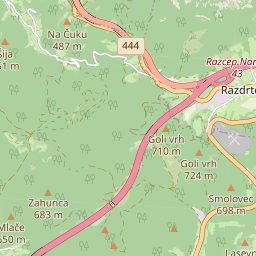 Na Čuku
487 m
444
Razcep Nan
43
Razdrto
Goli vrh
710 m
Goli vrh
724 m
Zahunca
683 m
Smolovec
698 m
Mlače
650 m